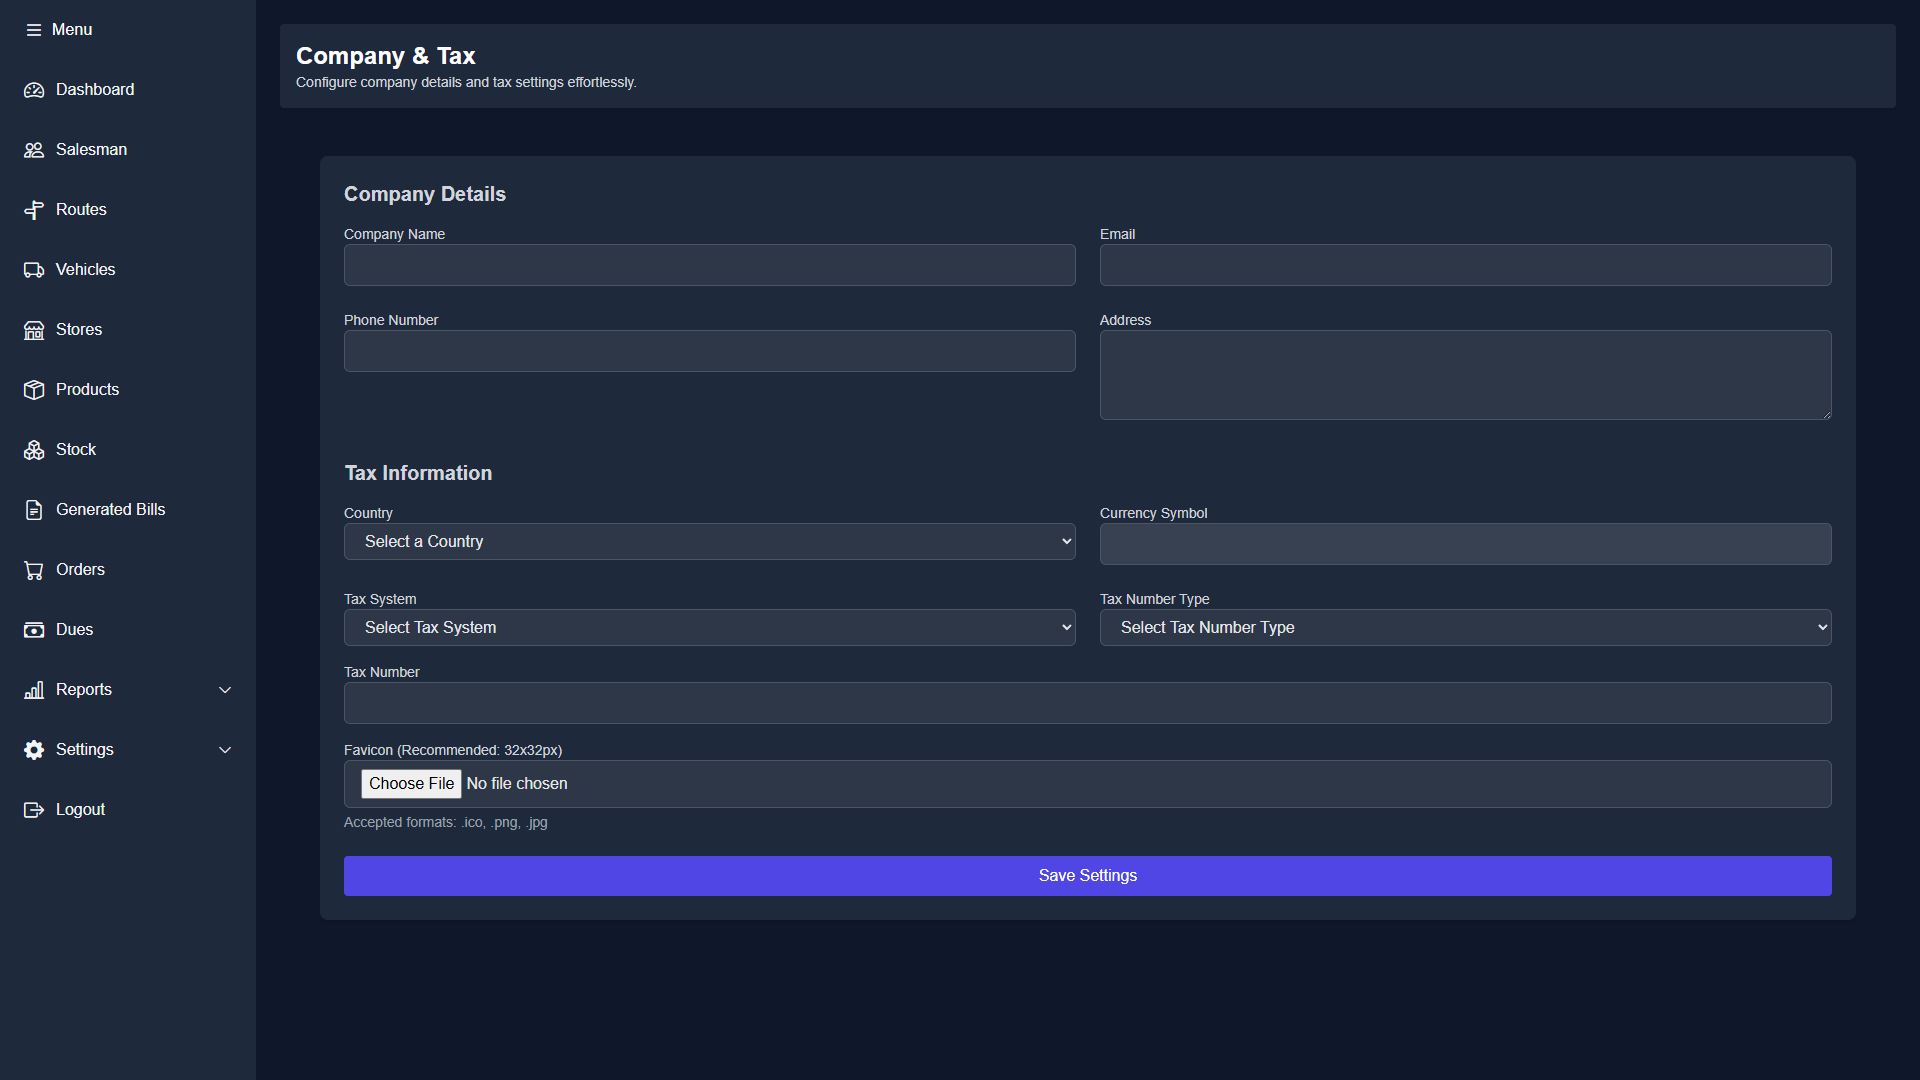 Menu
Dashboard
Salesman
Routes
Vehicles
Stores
Products
Stock
Generated Bills
Orders
Dues
Reports
Settings
Logout
Company & Tax
Configure company details and tax settings effortlessly.
Company Details
Company Name
Email
Phone Number
Address
Tax Information
Country
Currency Symbol
Select a Country
Tax System
Tax Number Type
Select Tax System
Select Tax Number Type
Tax Number
Favicon (Recommended: 32x32px)
Choose File No file chosen
Accepted formats: .ico, .png, .jpg
Save Settings